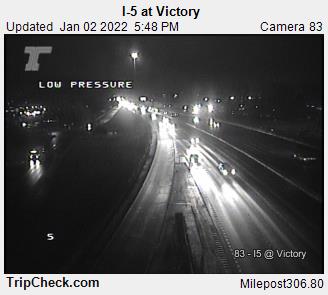 I-5 at Victory
Updated  Jan 02 2022  5:48 PM
Camera 83
T
LOW PRESSURE
S
83 - I5 @ Victory
TripCheck.com
Milepost306.80